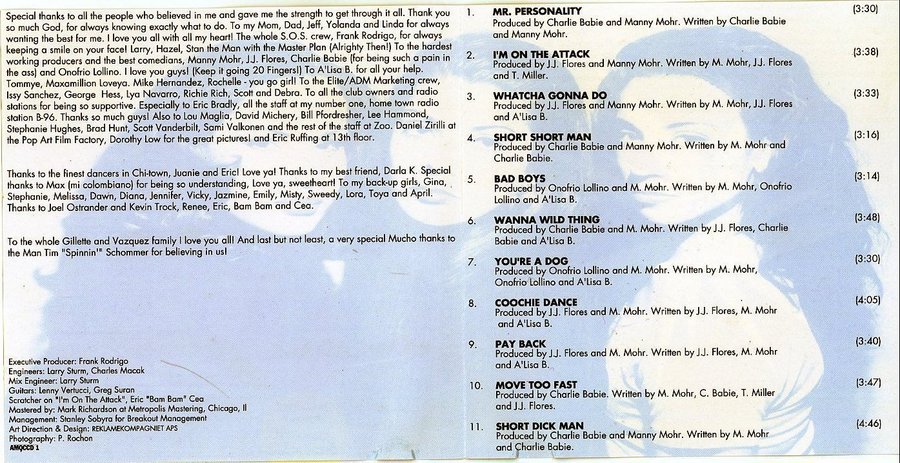 Special thanks to all the people who believed in me and gave me the strength to get through it all. Thank you
so much God, for always knowing exactly what to do. To my Mom, Dad, Jeff, Yolanda and Linda for always
wanting the best for me. I love you all with all my heart! The whole S.O.S. crew, Frank Rodrigo, for always
keeping a smile on your face! Larry, Hazel, Stan the Man with the Master Plan (Alrighty Then!) To the hardest
working producers and the best comedians, Manny Mohr, J.J. Flores, Charlie Babie (for being such a pain in
the ass) and Onofrio Lollino. I love you guys! (Keep it going 20 Fingers!) To A'Lisa B. for all your help.
Tommye, Maxamillion Loveya. Mike Hernandez, Rochelle - you go girl! To the Elite/ADM Marketing crew,
Issy Sanchez, George Hess, Lya Navarro, Richie Rich, Scott and Debra. To all the club owners and radio
stations for being so supportive. Especially to Eric Bradly, all the staff at my number one, home town radio
station B-96. Thanks so much guys! Also to Lou Maglia, David Michery, Bill Pfordresher, Lee Hammond,
Stephanie Hughes, Brad Hunt, Scott Vanderbilt, Sami Valkonen and the rest of the staff at Zoo. Daniel Zirilli at
the Pop Art Film Factory, Dorothy Low for the great pictures! and Eric Ruffing at 13th floor.
Thanks to the finest dancers in Chi-town, Juanie and Eric! Love ya! Thanks to my best friend, Darla K. Special
thanks to Max (mi colombiano) for being so understanding, Love ya, sweetheart! To my back-up girls, Gina,
Stephanie, Melissa, Dawn, Diana, Jennifer, Vicky, Jazmine, Emily, Misty, Sweedy, Lora, Toya and April.
Thanks to Joel Ostrander and Kevin Trock, Renee, Eric, Bam Bam and Cea.
To the whole Gillette and Vazquez family I love you all! And last but not least, a very special Mucho thanks to
the Man Tim "Spinnin'" Schommer for believing in us!
Executive Producer: Frank Rodrigo
Engineers: Larry Sturm, Charles Macak
Mix Engineer: Larry Sturm
Guitars: Lenny Vertucci, Greg Suran
Scratcher on "I'm On The Attack", Eric "Bam Bam" Cea
Mastered by: Mark Richardson at Metropolis Mastering, Chicago, Il
Management: Stanley Sobyra for Breakout Management
Art Direction & Design: REKLAMEKOMPAGNIET APS
Photography: P. Rochon
AMQCCD 1
1. MR. PERSONALITY (3:30)
Produced by Charlie Babie and Manny Mohr. Written by Charlie Babie
and Manny Mohr.
2. I'M ON THE ATTACK (3:38)
Produced by J.J. Flores and Manny Mohr. Written by M. Mohr, J.J. Flores
and T. Miller.
3. WHATCHA GONNA DO (3:33)
Produced by J.J. Flores and Manny Mohr. Written by M. Mohr, J.J. Flores
and A'Lisa B.
4. SHORT SHORT MAN (3:16)
Produced by Charlie Babie and Manny Mohr. Written by M. Mohr and
Charlie Babie.
5. BAD BOYS (3:14)
Produced by Onofrio Lollino and M. Mohr. Written by M. Mohr, Onofrio
Lollino and A'Lisa B.
6. WANNA WILD THING (3:48)
Produced by Charlie Babie and M. Mohr. Written by J.J. Flores, Charlie
Babie and A'Lisa B.
7. YOU'RE A DOG (3:30)
Produced by Onofrio Lollino and M. Mohr. Written by M. Mohr,
Onofrio Lollino and A'Lisa B.
8. COOCHIE DANCE (4:05)
Produced by J.J. Flores and M. Mohr. Written by J.J. Flores, M. Mohr
and A'Lisa B.
9. PAY BACK (3:40)
Produced by J.J. Flores and M. Mohr. Written by J.J. Flores, M. Mohr
and A'Lisa B.
10. MOVE TOO FAST (3:47)
Produced by Charlie Babie. Written by M. Mohr, C. Babie, T. Miller
and J.J. Flores.
11. SHORT DICK MAN (4:46)
Produced by Charlie Babie and Manny Mohr. Written by M. Mohr
and Charlie Babie.